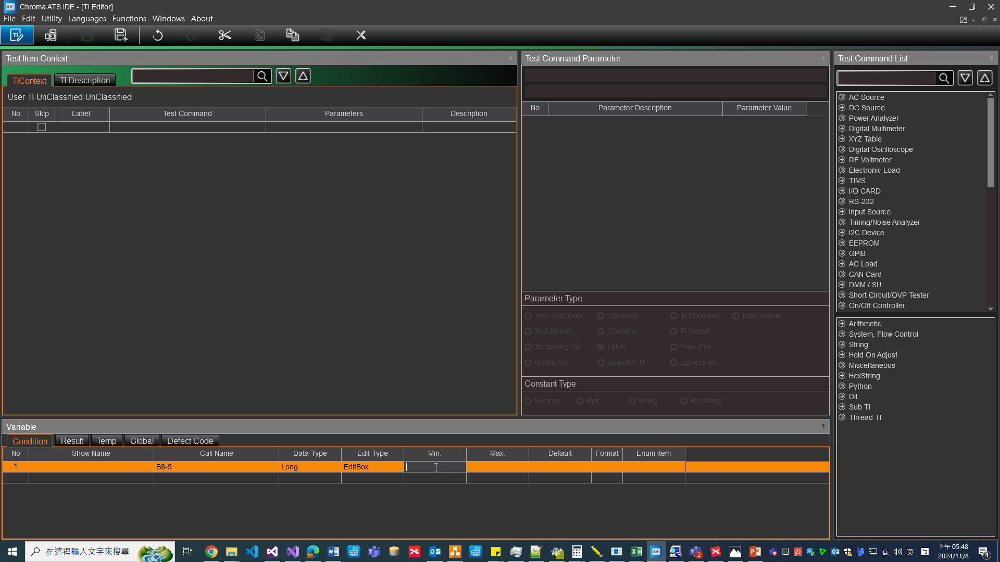 Chroma ATS IDE - [TI Editor]
File Edit Utility Languages Functions Windows About
Test Item Context
TIContext TI Description
User-TI-UnClassified-UnClassified
No Skip Label Test Command Parameters Description
Test Command Parameter
No Parameter Description Parameter Value
Parameter Type
Test Condition Constant TI Condition DBC Signal
Test Result Operator TI Result
Temporary Var. Label Func Par
Global Var. Selected TI Expression
Constant Type
Numeric Byte String HexString
Test Command List
AC Source
DC Source
Power Analyzer
Digital Multimeter
XYZ Table
Digital Oscilloscope
RF Voltmeter
Electronic Load
TIMS
I/O CARD
RS-232
Input Source
Timing/Noise Analyzer
I2C Device
EEPROM
GPIB
AC Load
CAN Card
DMM / SU
Short Circuit/OVP Tester
On/Off Controller
Arithmetic
System, Flow Control
String
Hold On Adjust
Miscellaneous
HexString
Python
Dll
Sub TI
Thread TI
Variable
Condition Result Temp Global Defect Code
No Show Name Call Name Data Type Edit Type Min. Max. Default Format Enum Item
1 B8-5 Long EditBox
在這裡輸入文字來搜尋
英
下午 05:48
2024/11/8
4